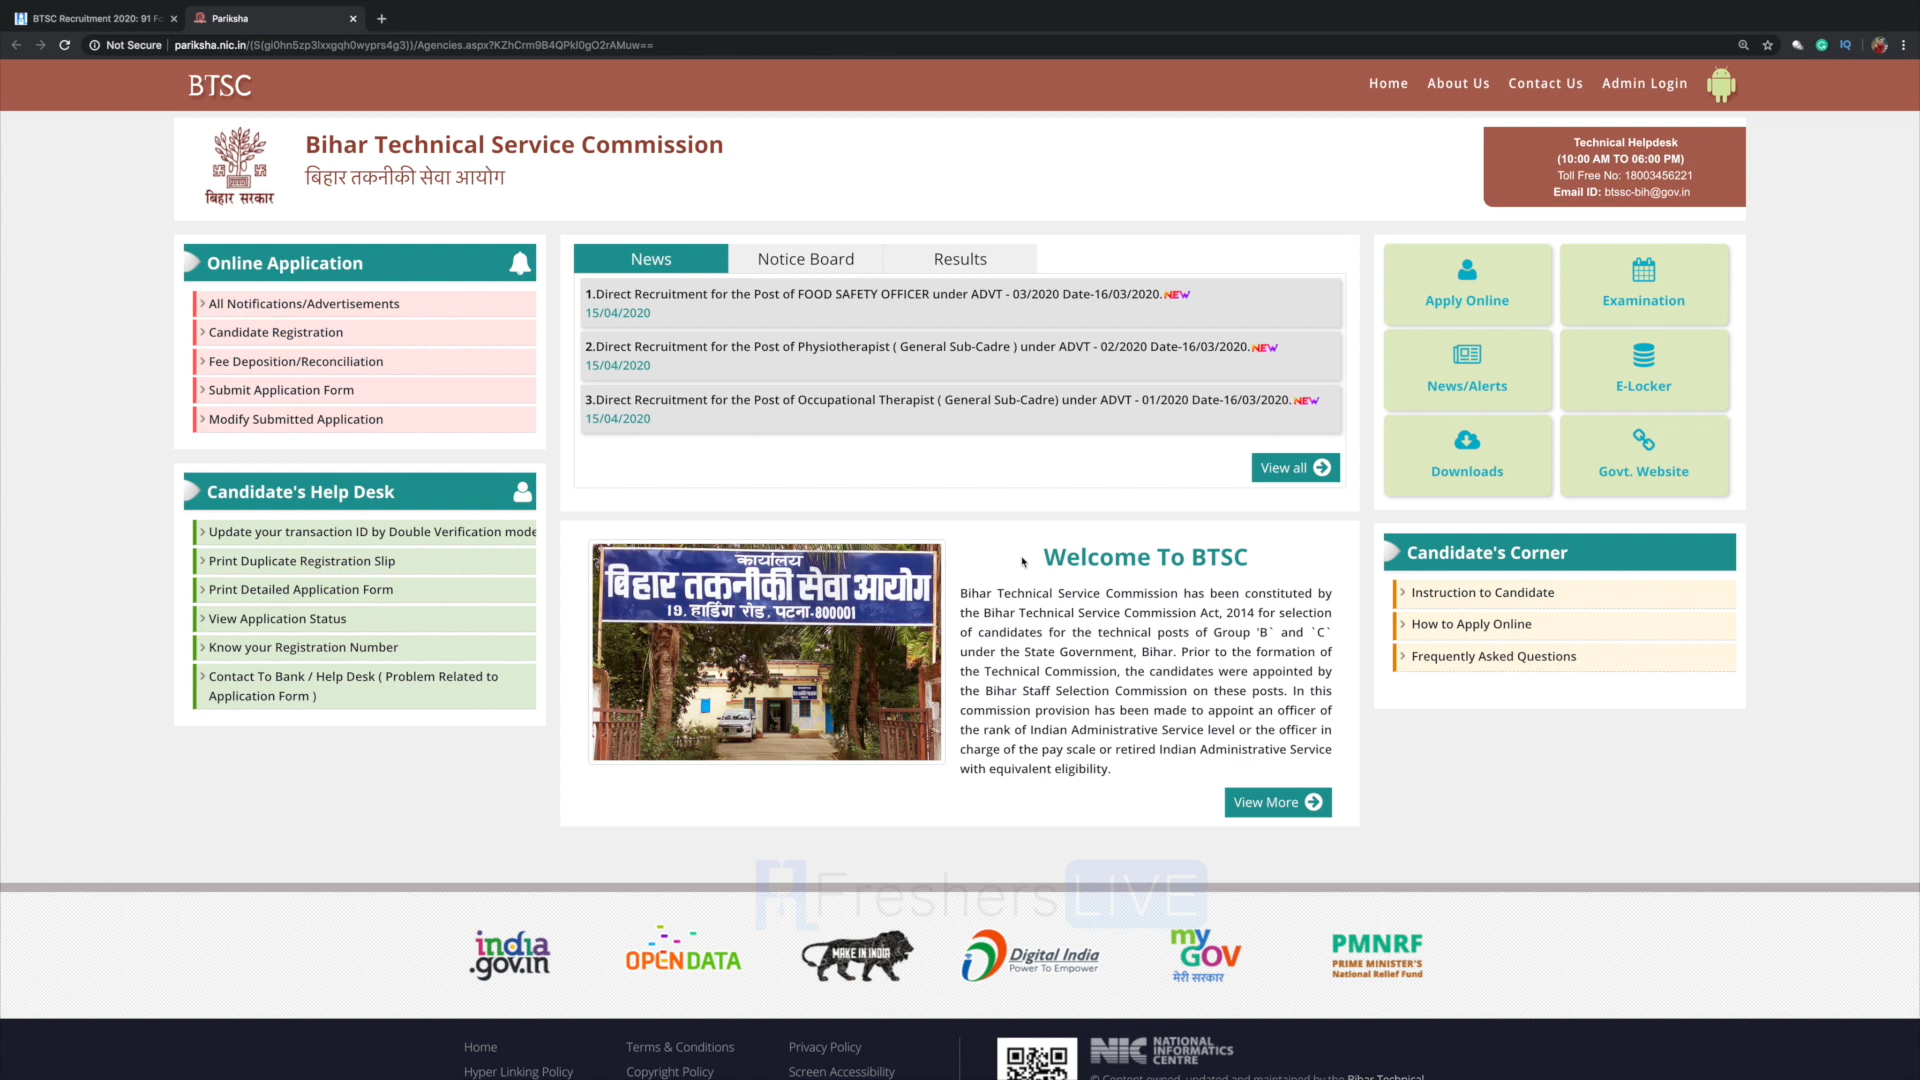 BTSC Recruitment 2020: 91 Fo
Pariksha
Not Secure
pariksha.nic.in/(S(gi0hn5zp3lxxgqh0wyprs4g3))/Agencies.aspx?KZhCrm9B4QPkl0gO2rAMuw==
IQ
BTSC
Home
About Us
Contact Us
Admin Login
बिहार सरकार
Bihar Technical Service Commission
बिहार तकनीकी सेवा आयोग
Technical Helpdesk
(10:00 AM TO 06:00 PM)
Toll Free No: 18003456221
Email ID: btssc-bih@gov.in
Online Application
All Notifications/Advertisements
Candidate Registration
Fee Deposition/Reconciliation
Submit Application Form
Modify Submitted Application
Candidate's Help Desk
Update your transaction ID by Double Verification mode
Print Duplicate Registration Slip
Print Detailed Application Form
View Application Status
Know your Registration Number
Contact To Bank / Help Desk ( Problem Related to
Application Form )
News
Notice Board
Results
1.Direct Recruitment for the Post of FOOD SAFETY OFFICER under ADVT - 03/2020 Date-16/03/2020. NEW
15/04/2020
2.Direct Recruitment for the Post of Physiotherapist ( General Sub-Cadre ) under ADVT - 02/2020 Date-16/03/2020. NEW
15/04/2020
3.Direct Recruitment for the Post of Occupational Therapist ( General Sub-Cadre) under ADVT - 01/2020 Date-16/03/2020. NEW
15/04/2020
View all
कार्यालय
बिहार तकनीकी सेवा आयोग
19, हार्डिंग रोड, पटना-800001
Welcome To BTSC
Bihar Technical Service Commission has been constituted by
the Bihar Technical Service Commission Act, 2014 for selection
of candidates for the technical posts of Group 'B` and `C`
under the State Government, Bihar. Prior to the formation of
the Technical Commission, the candidates were appointed by
the Bihar Staff Selection Commission on these posts. In this
commission provision has been made to appoint an officer of
the rank of Indian Administrative Service level or the officer in
charge of the pay scale or retired Indian Administrative Service
with equivalent eligibility.
View More
Apply Online
Examination
News/Alerts
E-Locker
Downloads
Govt. Website
Candidate's Corner
Instruction to Candidate
How to Apply Online
Frequently Asked Questions
FreshersLIVE
india
.gov.in
OPEN DATA
MAKE IN INDIA
Digital India
Power To Empower
my
GOV
मेरी सरकार
PMNRF
PRIME MINISTER'S
National Relief Fund
Home
Terms & Conditions
Privacy Policy
Hyper Linking Policy
Copyright Policy
Screen Accessibility
NIC NATIONAL
INFORMATICS
CENTRE
© Content owned, updated and maintained by the Bihar Technical